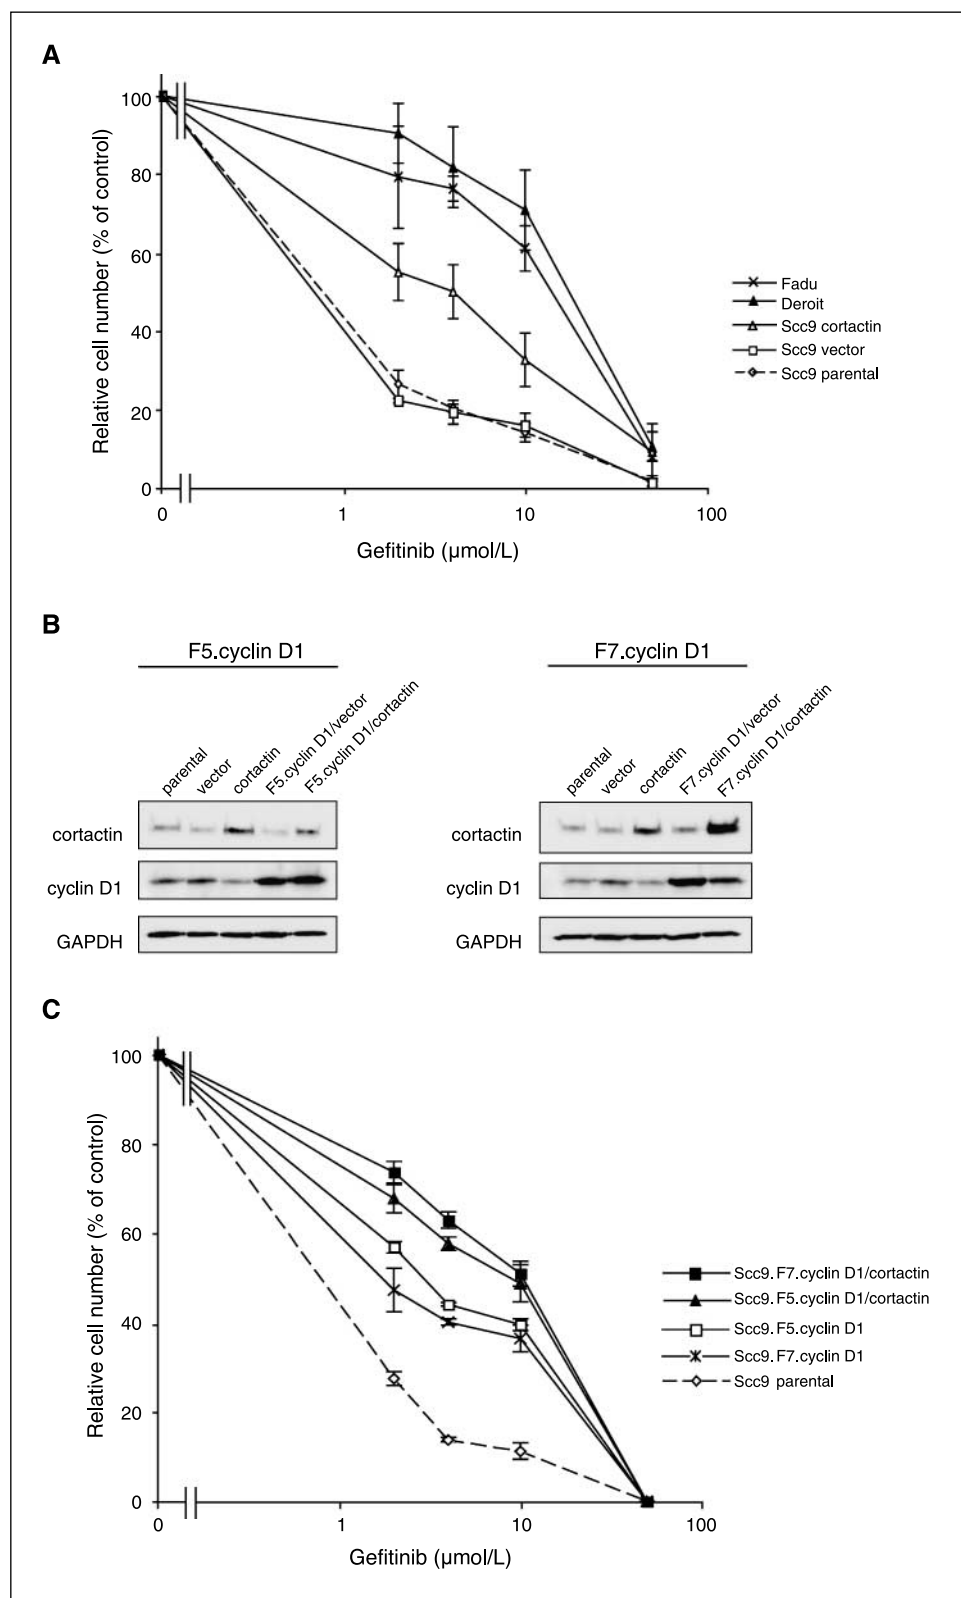 A
Relative cell number (% of control)
100
80
60
40
20
0
0 1 10 100
Gefitinib (µmol/L)
Fadu
Deroit
Scc9 cortactin
Scc9 vector
Scc9 parental
B
F5.cyclin D1
parental
vector
cortactin
F5.cyclin D1/vector
F5.cyclin D1/cortactin
cortactin
cyclin D1
GAPDH
F7.cyclin D1
parental
vector
cortactin
F7.cyclin D1/vector
F7.cyclin D1/cortactin
cortactin
cyclin D1
GAPDH
C
Relative cell number (% of control)
100
80
60
40
20
0
0 1 10 100
Gefitinib (µmol/L)
Scc9.F7.cyclin D1/cortactin
Scc9.F5.cyclin D1/cortactin
Scc9.F5.cyclin D1
Scc9.F7.cyclin D1
Scc9 parental